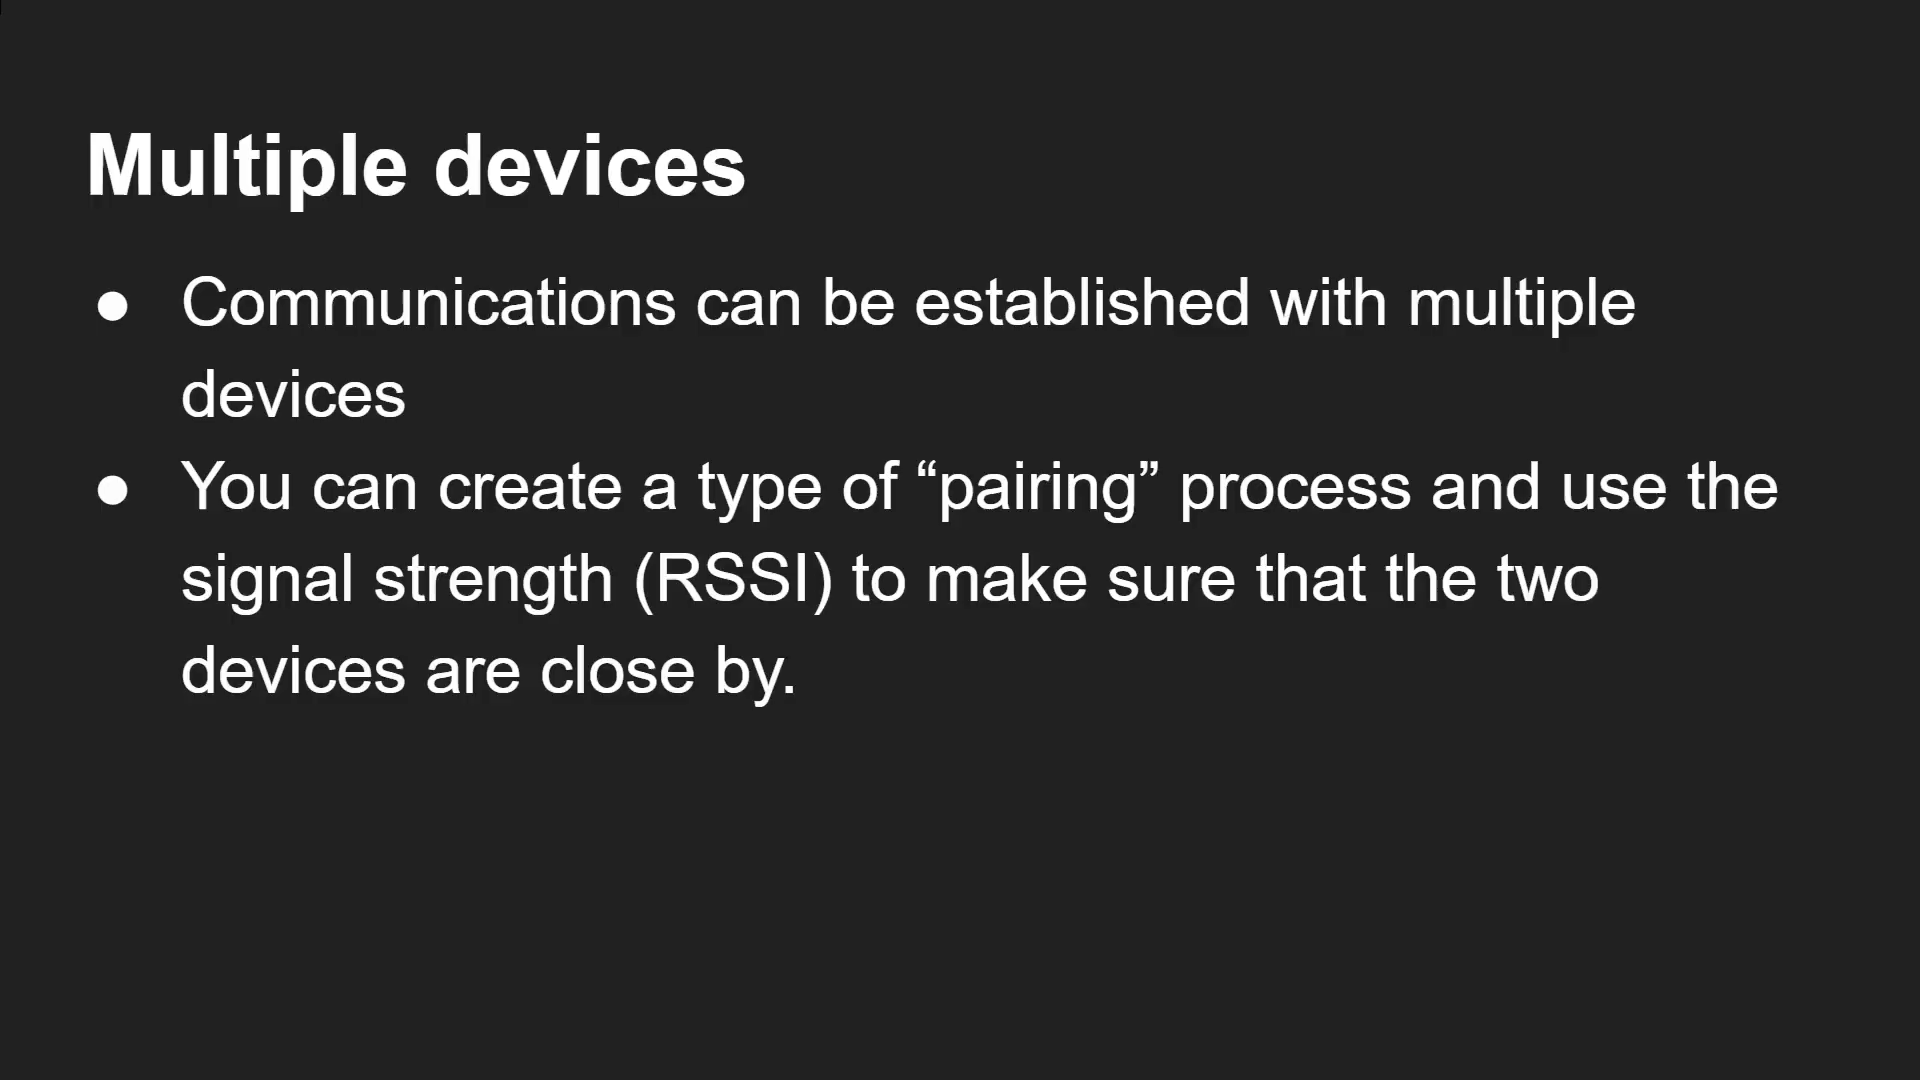 Multiple devices
● Communications can be established with multiple
devices
● You can create a type of “pairing” process and use the
signal strength (RSSI) to make sure that the two
devices are close by.